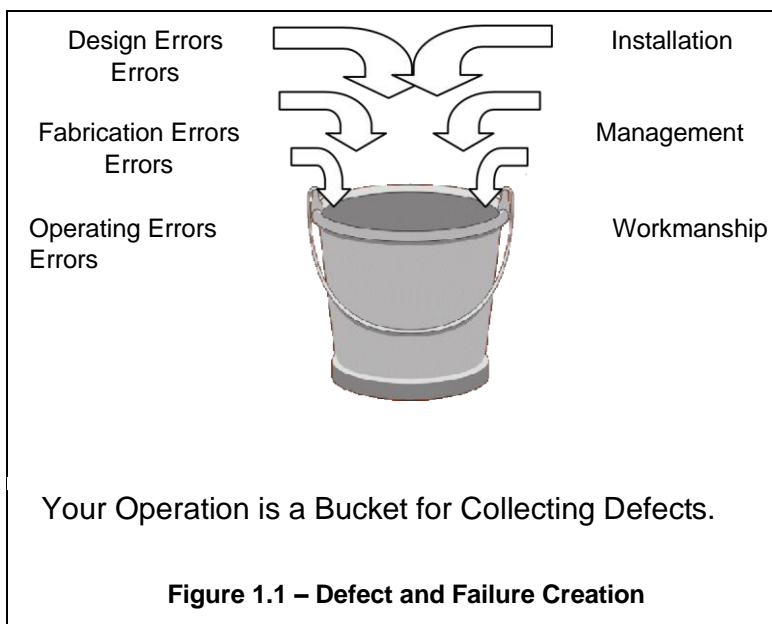 Design Errors Installation
Errors
Fabrication Errors Management
Errors
Operating Errors Workmanship
Errors
Your Operation is a Bucket for Collecting Defects.
Figure 1.1 – Defect and Failure Creation